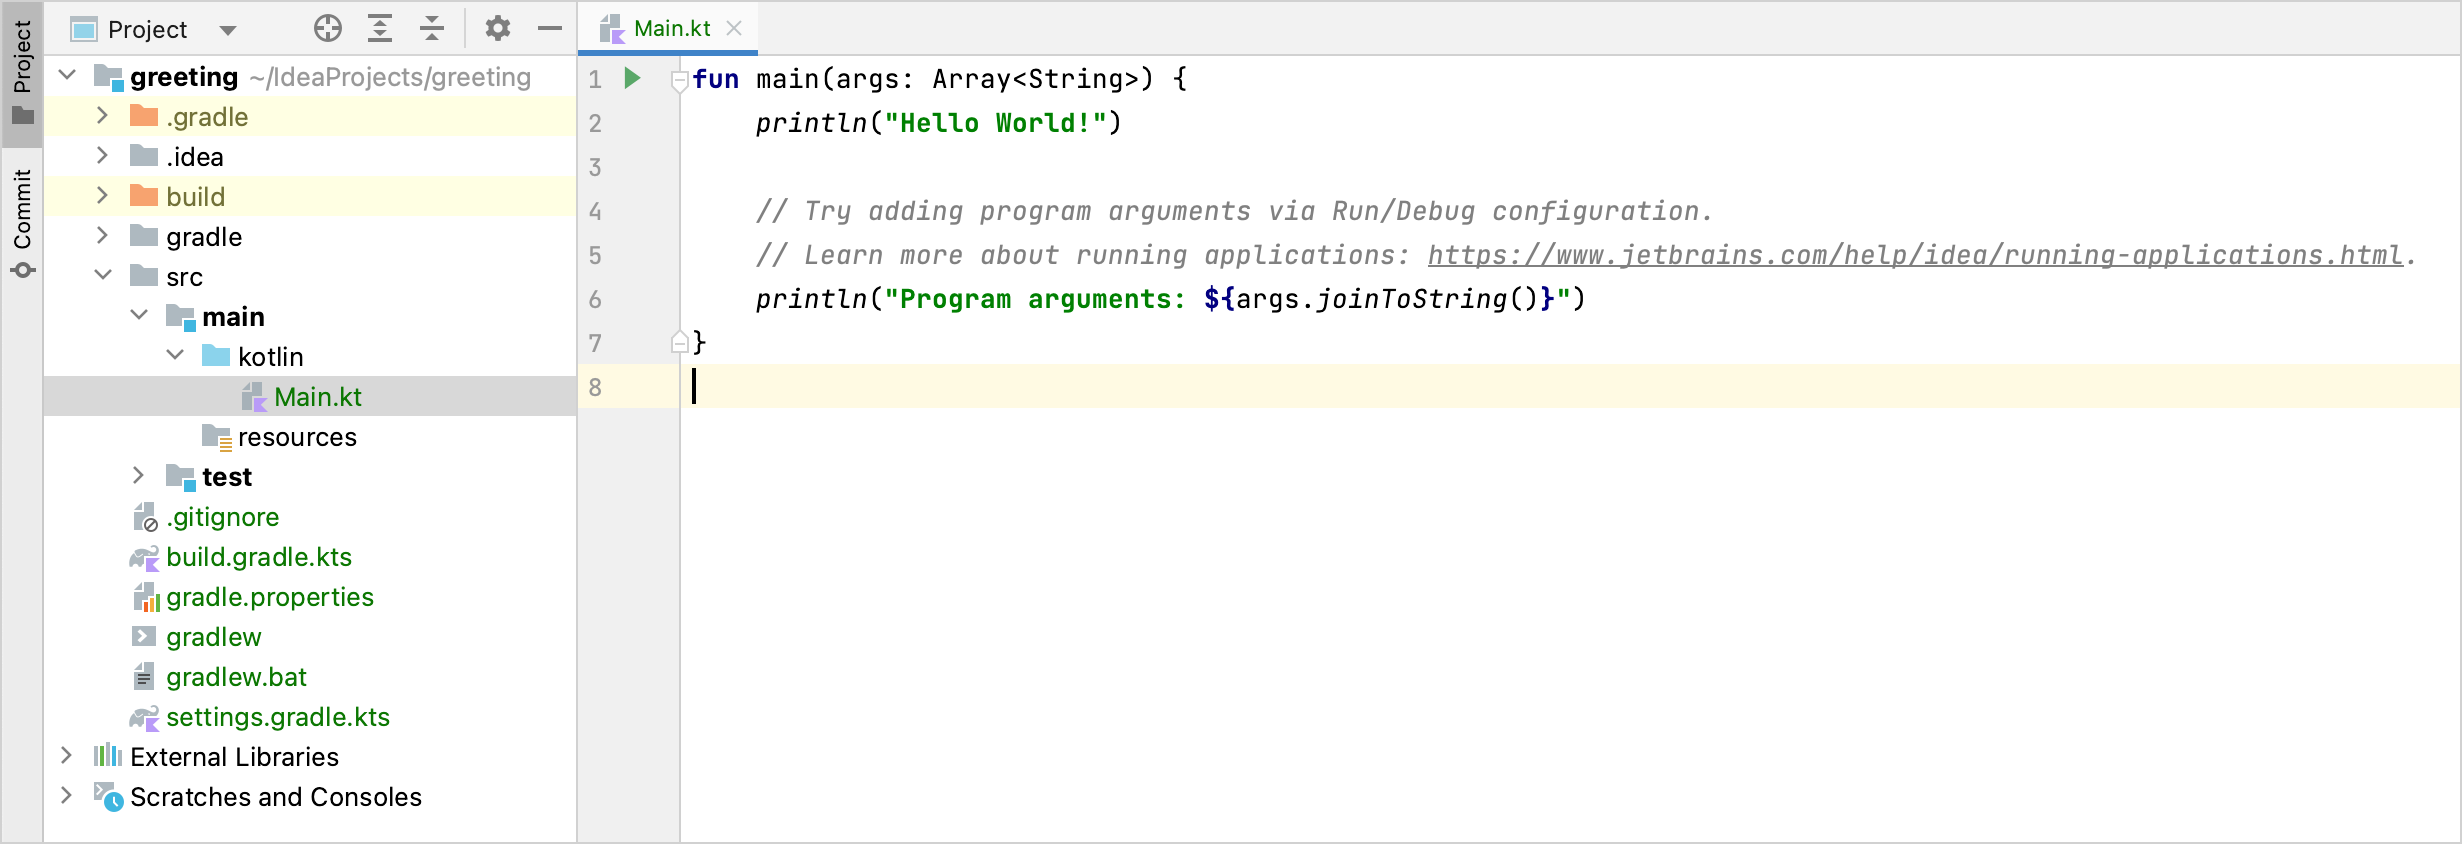 Project
Commit
Project
greeting ~/IdeaProjects/greeting
.gradle
.idea
build
gradle
src
main
kotlin
Main.kt
resources
test
.gitignore
build.gradle.kts
gradle.properties
gradlew
gradlew.bat
settings.gradle.kts
External Libraries
Scratches and Consoles
Main.kt
1 fun main(args: Array<String>) {
2 println("Hello World!")
3
4 // Try adding program arguments via Run/Debug configuration.
5 // Learn more about running applications: https://www.jetbrains.com/help/idea/running-applications.html.
6 println("Program arguments: ${args.joinToString()}")
7 }
8